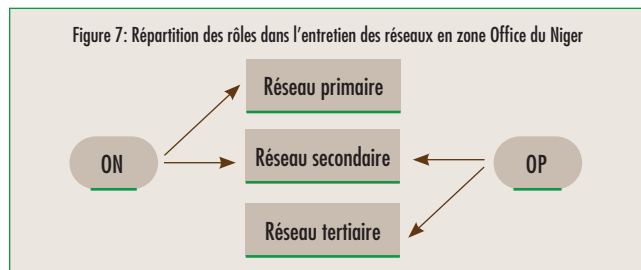 Figure 7: Répartition des rôles dans l'entretien des réseaux en zone Office du Niger
Réseau primaire
ON
Réseau secondaire
OP
Réseau tertiaire